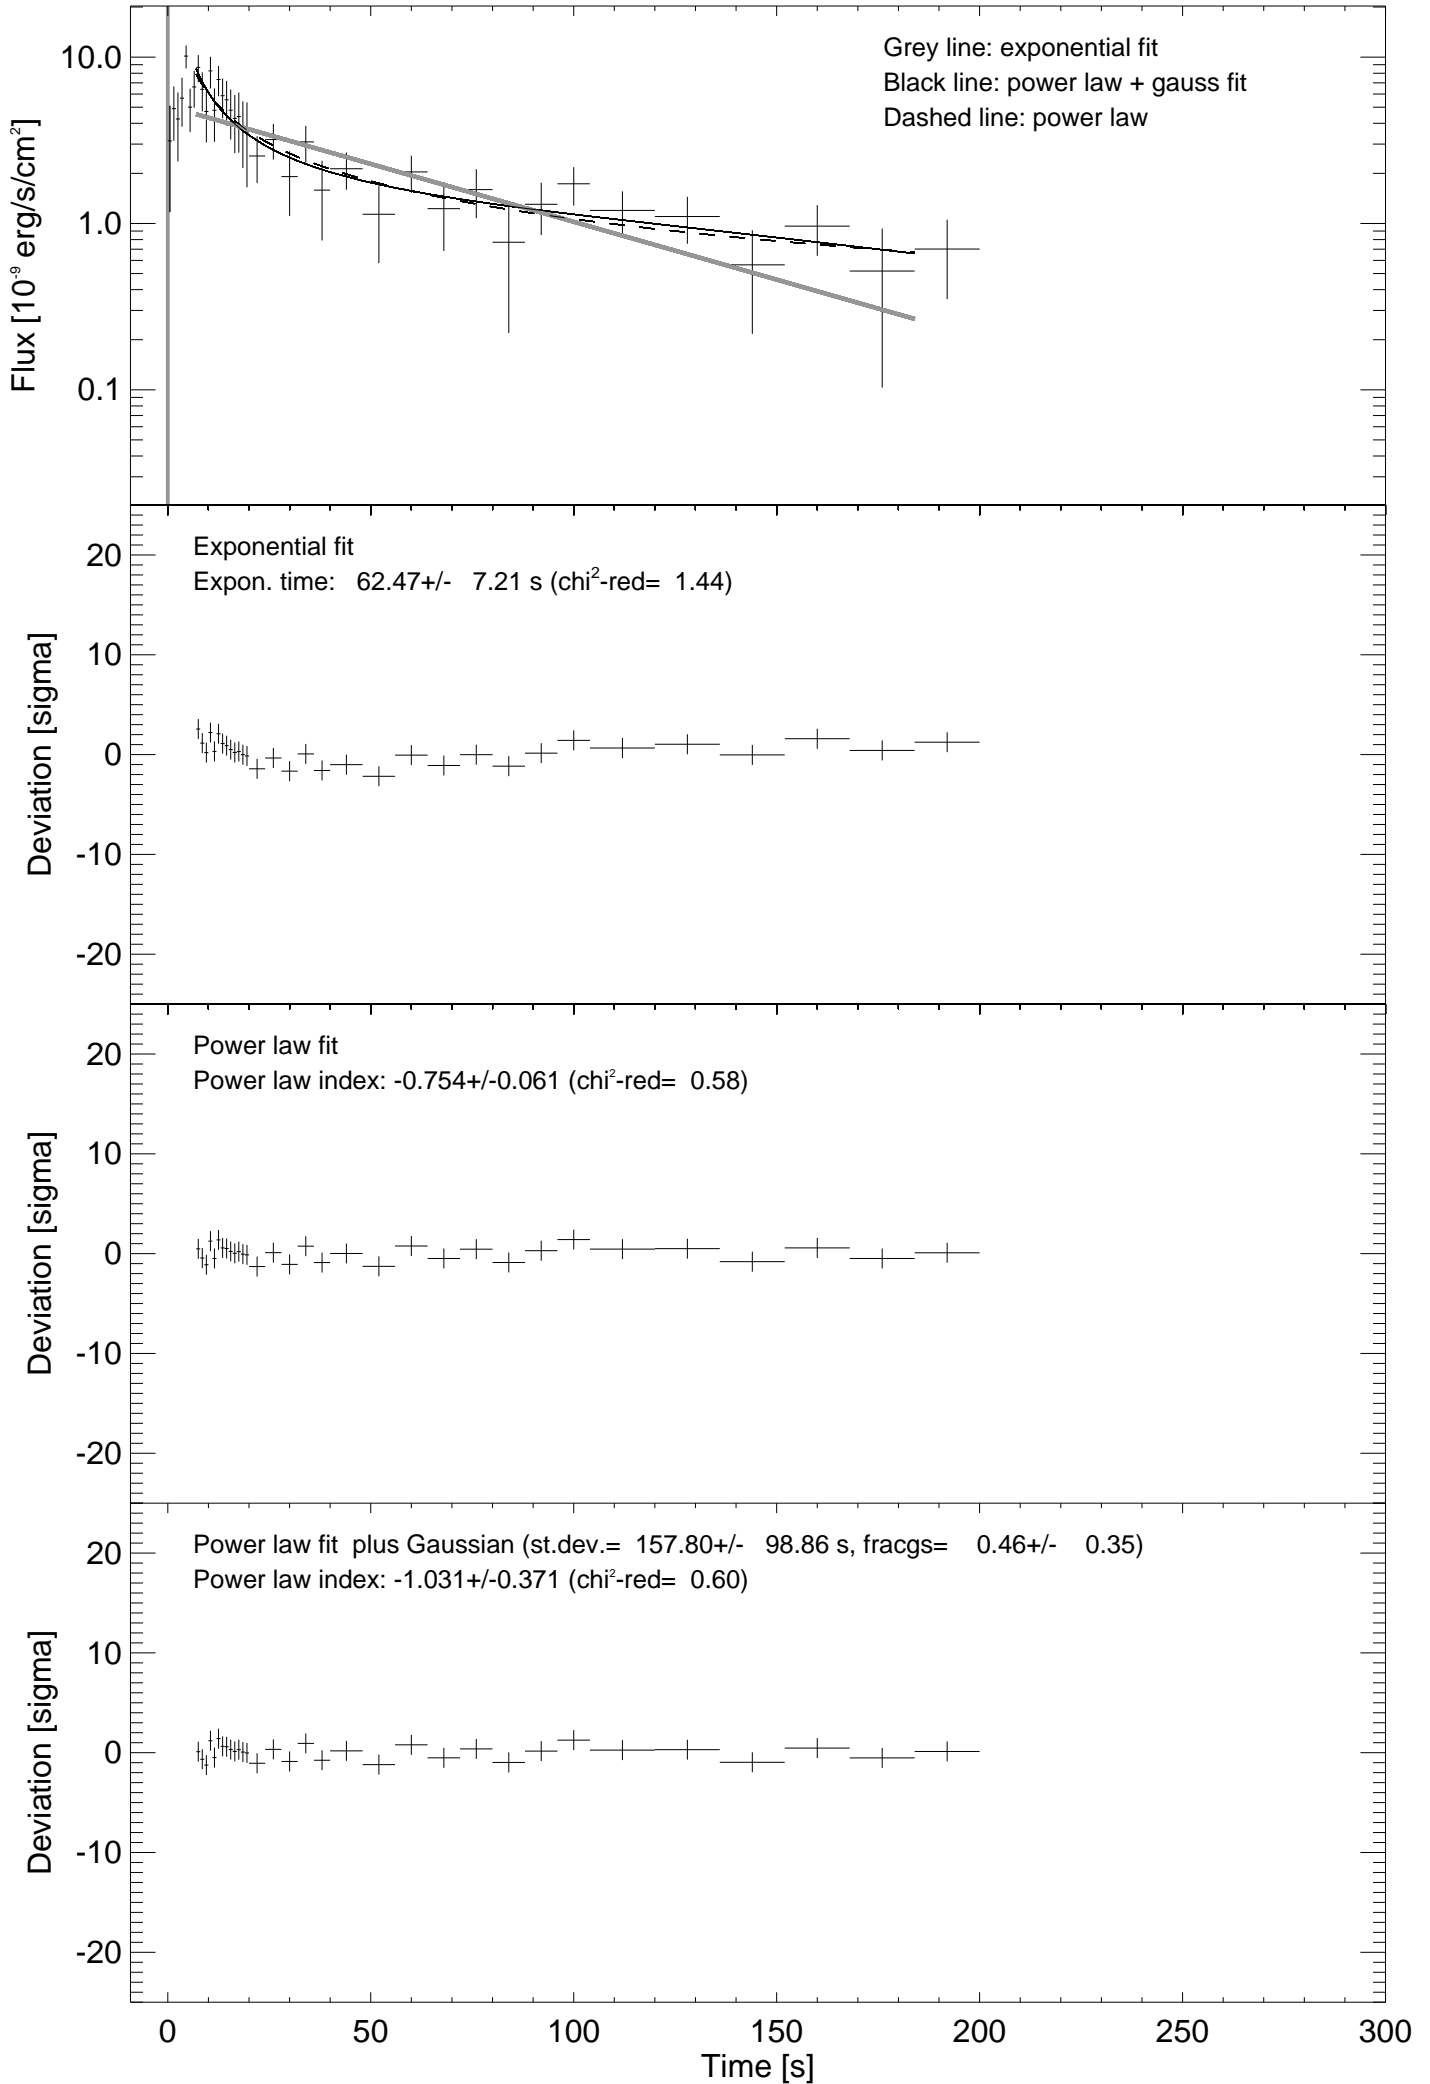 Grey line: exponential fit
Black line: power law + gauss fit
Dashed line: power law
10.0
1.0
0.1
Flux [10⁻⁹ erg/s/cm²]
Exponential fit
Expon. time: 62.47+/- 7.21 s (chi²-red= 1.44)
20
10
0
-10
-20
Deviation [sigma]
Power law fit
Power law index: -0.754+/-0.061 (chi²-red= 0.58)
20
10
0
-10
-20
Deviation [sigma]
Power law fit plus Gaussian (st.dev.= 157.80+/- 98.86 s, fracgs= 0.46+/- 0.35)
Power law index: -1.031+/-0.371 (chi²-red= 0.60)
20
10
0
-10
-20
Deviation [sigma]
0 50 100 150 200 250 300
Time [s]